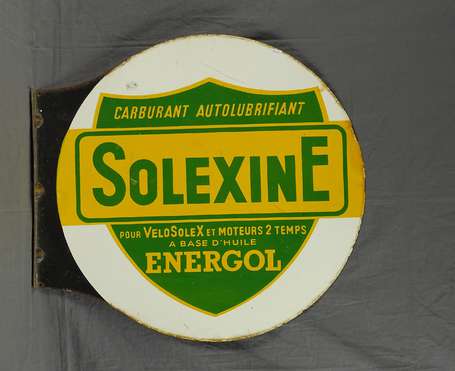 CARBURANT AUTOLUBRIFIANT
SOLEXINE
POUR VELOSOLEX ET MOTEURS 2 TEMPS
A BASE D'HUILE
ENERGOL